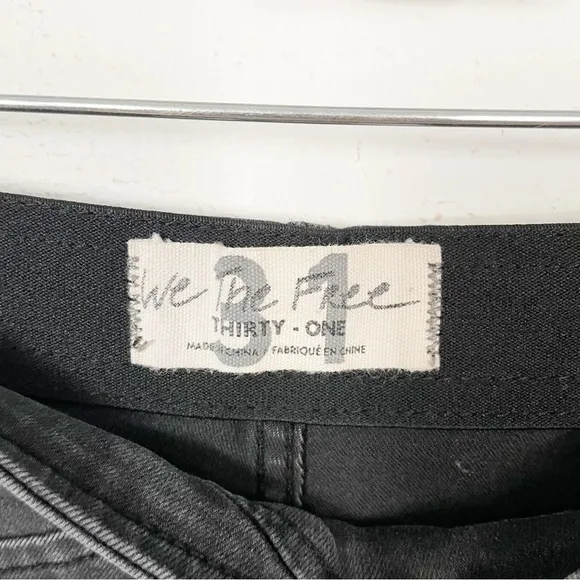 31
We The Free
THIRTY - ONE
MADE IN CHINA FABRIQUÉ EN CHINE